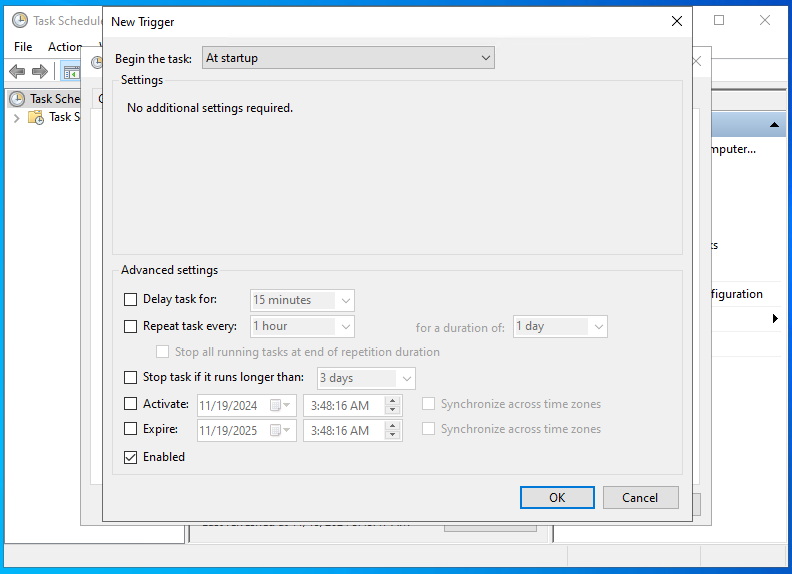 Task Schedule
New Trigger
File Action
Begin the task: At startup
Settings
Task Sche
No additional settings required.
Task S
mputer...
Advanced settings
figuration
Delay task for: 15 minutes
Repeat task every: 1 hour for a duration of: 1 day
Stop all running tasks at end of repetition duration
Stop task if it runs longer than: 3 days
Activate: 11/19/2024 3:48:16 AM Synchronize across time zones
Expire: 11/19/2025 3:48:16 AM Synchronize across time zones
Enabled
OK Cancel